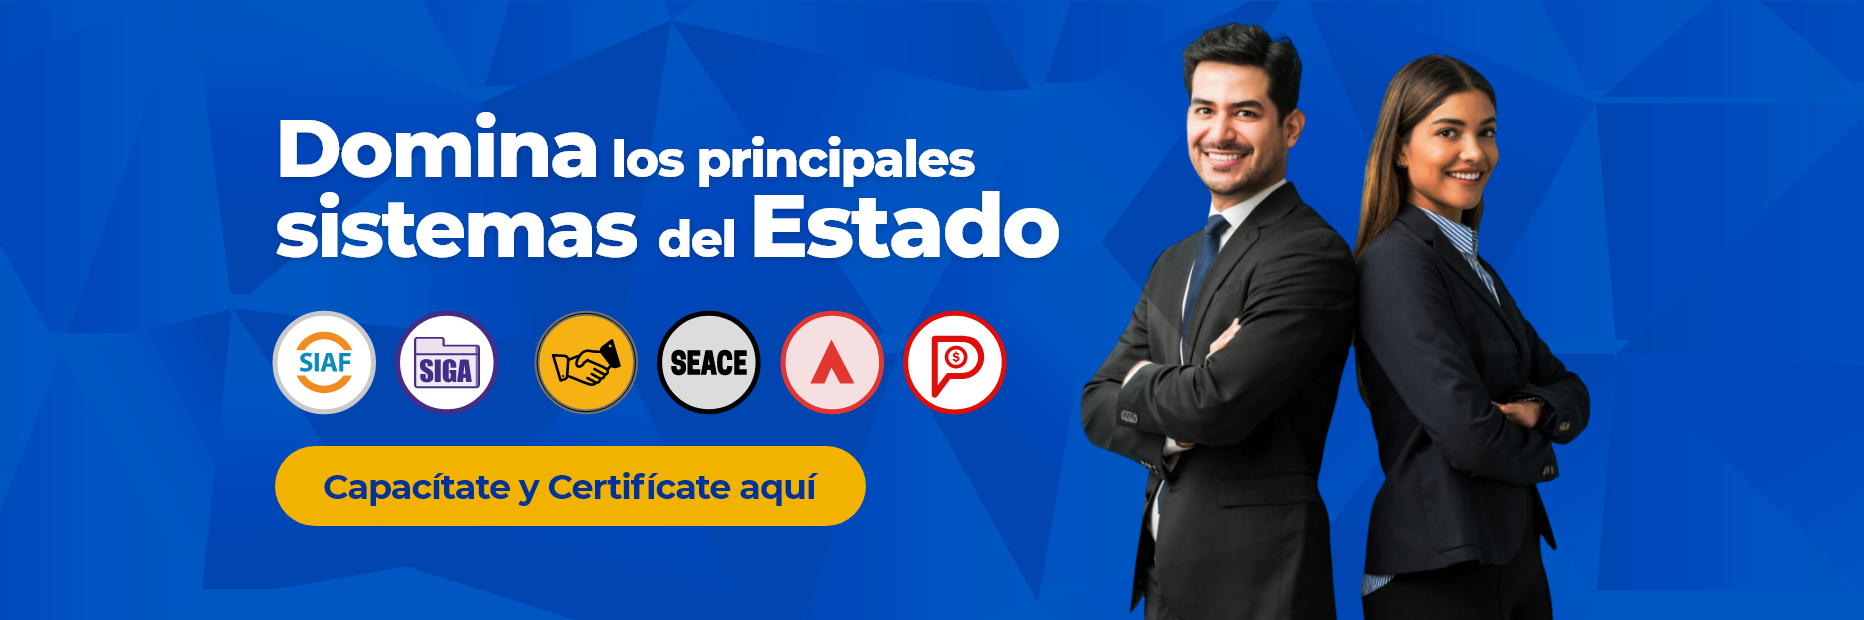 Domina los principales
sistemas del Estado
SIAF
SIGA
SEACE
$
Capacítate y Certifícate aquí